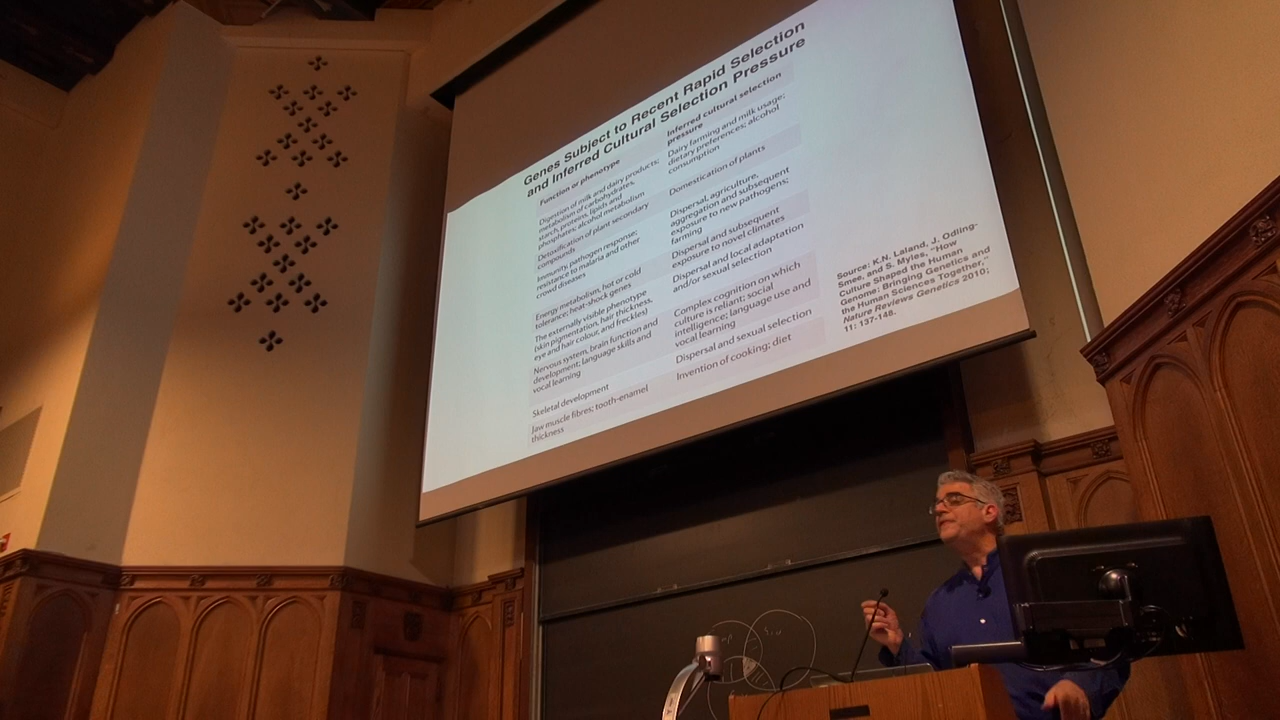 Genes Subject to Recent Rapid Selection
and Inferred Cultural Selection Pressure
Function or phenotype
Inferred cultural selection
pressure
Digestion of milk and dairy products;
metabolism of carbohydrates,
starch, proteins, lipids and
phosphates; alcohol metabolism
Dairy farming and milk usage;
dietary preferences; alcohol
consumption
Detoxification of plant secondary
compounds
Domestication of plants
Immunity, pathogen response;
resistance to malaria and other
crowd diseases
Dispersal, agriculture,
aggregation and subsequent
exposure to new pathogens;
farming
Energy metabolism, hot or cold
tolerance; heat-shock genes
Dispersal and subsequent
exposure to novel climates
The externally visible phenotype
(skin pigmentation, hair thickness,
eye and hair colour, and freckles)
Dispersal and local adaptation
and/or sexual selection
Nervous system, brain function and
development; language skills and
vocal learning
Complex cognition on which
culture is reliant; social
intelligence; language use and
vocal learning
Skeletal development
Dispersal and sexual selection
Jaw muscle fibres; tooth-enamel
thickness
Invention of cooking; diet
Source: K.N. Laland, J. Odling-
Smee, and S. Myles, "How
Culture Shaped the Human
Genome: Bringing Genetics and
the Human Sciences Together,"
Nature Reviews Genetics 2010;
11: 137-148.